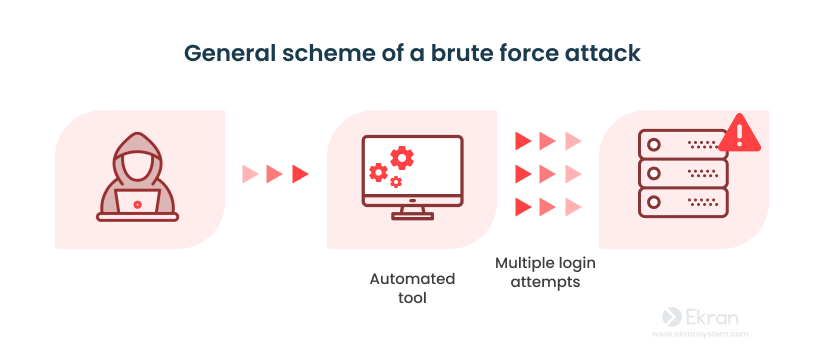 General scheme of a brute force attack
Automated
tool
Multiple login
attempts
Ekran
www.ekransystem.com